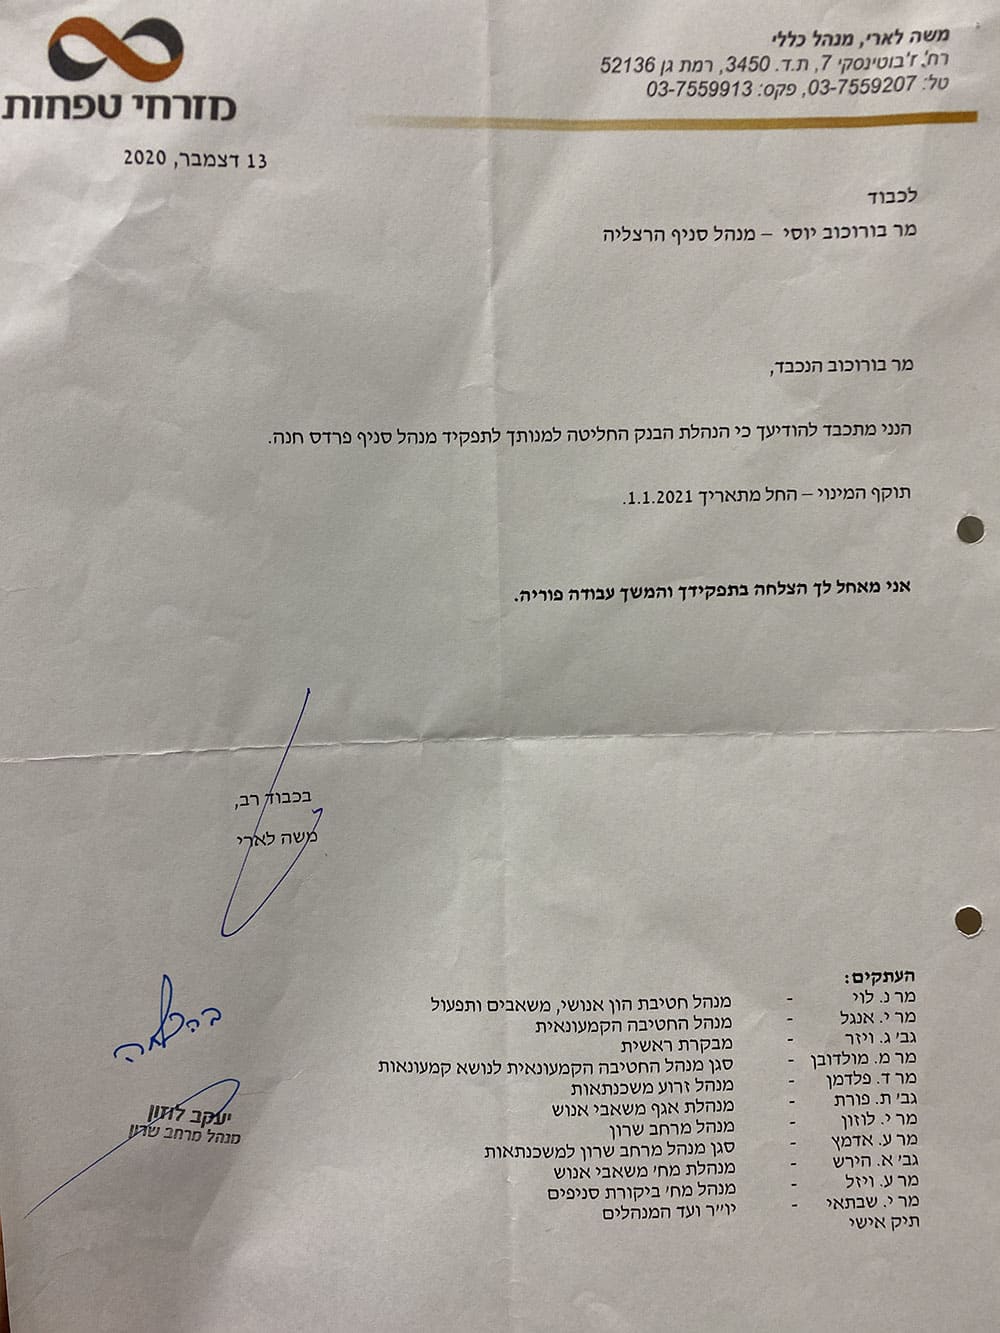 מזרחי טפחות
משה לארי, מנהל כללי
רח' ז'בוטינסקי 7, ת.ד. 3450, רמת גן 52136
טל: 03-7559207, פקס: 03-7559913
13 דצמבר, 2020
לכבוד
מר בורוכוב יוסי – מנהל סניף הרצליה
מר בורוכוב הנכבד,
הנני מתכבד להודיעך כי הנהלת הבנק החליטה למנותך לתפקיד מנהל סניף פרדס חנה.
תוקף המינוי – החל מתאריך 1.1.2021.
אני מאחל לך הצלחה בתפקידך והמשך עבודה פוריה.
בכבוד רב,
משה לארי
בהצלחה
יעקב לוזון
מנהל מרחב שרון
העתקים:
מר נ. לוי - מנהל חטיבת הון אנושי, משאבים ותפעול
מר י. אנגל - מנהל החטיבה הקמעונאית
גב' ג. ויזר - מבקרת ראשית
מר מ. מולדובן - סגן מנהל החטיבה הקמעונאית לנושא קמעונאות
מר ד. פלדמן - מנהל זרוע משכנתאות
גב' ת. פורת - מנהלת אגף משאבי אנוש
מר י. לוזון - מנהל מרחב שרון
מר ע. אדמץ - סגן מנהל מרחב שרון למשכנתאות
גב' א. הירש - מנהלת מח' משאבי אנוש
מר ע. ויזל - מנהל מח' ביקורת סניפים
מר י. שבתאי - יו"ר ועד המנהלים
תיק אישי